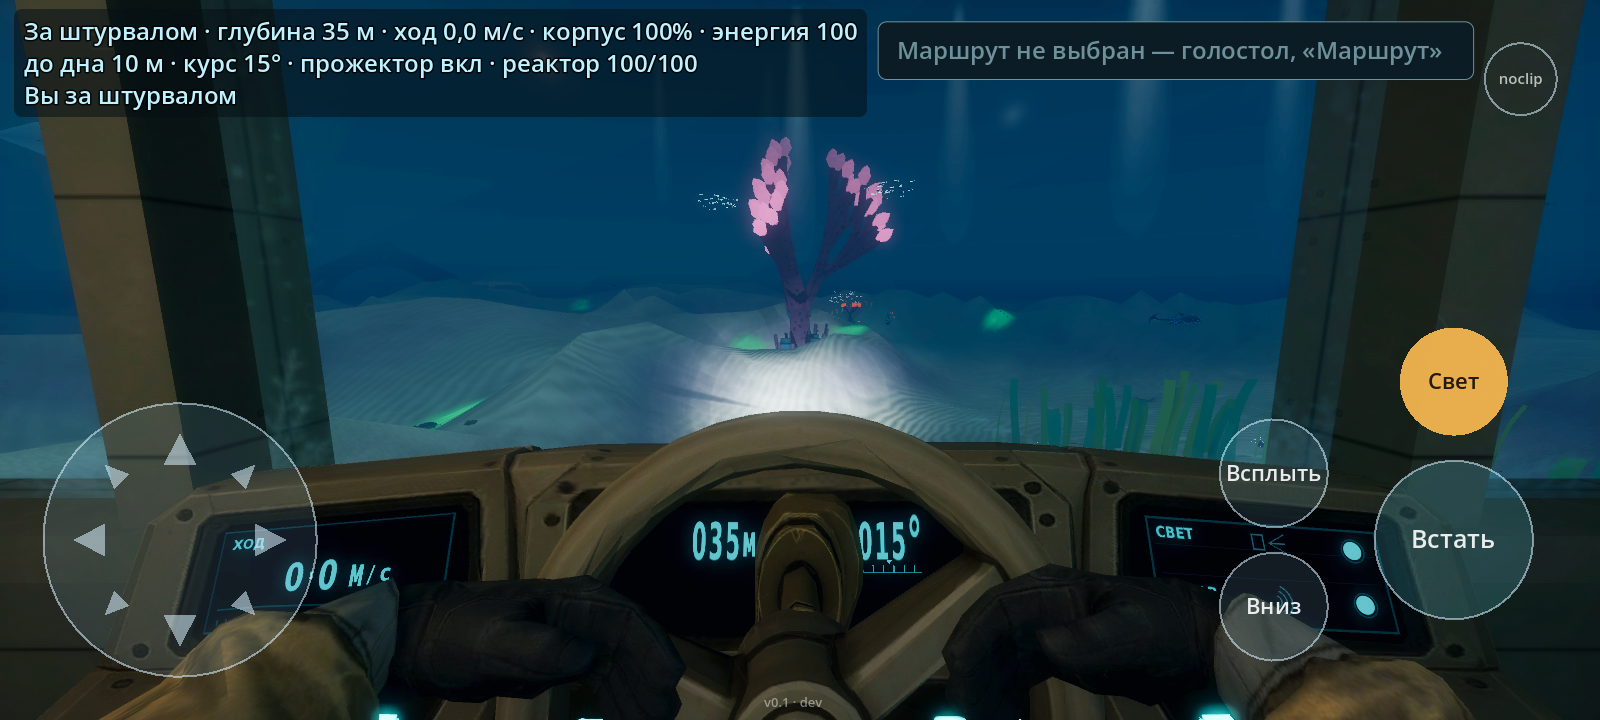 За штурвалом · глубина 35 м · ход 0,0 м/с · корпус 100% · энергия 100
до дна 10 м · курс 15° · прожектор вкл · реактор 100/100
Вы за штурвалом
Маршрут не выбран — голостол, «Маршрут»
noclip
Свет
Всплыть
Встать
Вниз
ХОД
0.0 М/с
035м
015°
СВЕТ
v0.1 · dev